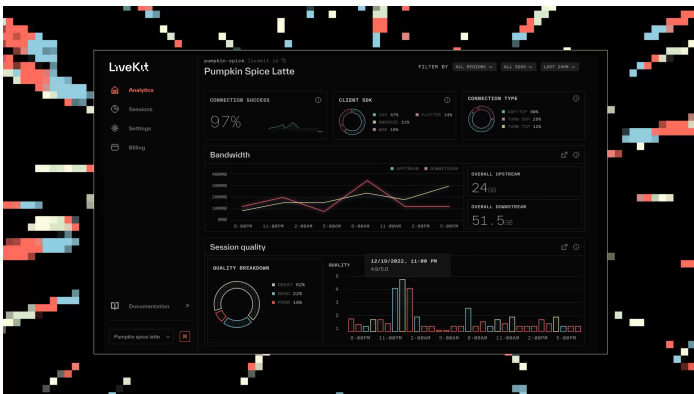 LiveKit
Analytics
Sessions
Settings
Billing
Documentation
Pumpkin spice latte
pumpkin-spice livekit io
Pumpkin Spice Latte
FILTER BY
ALL REGIONS
ALL SDKS
LAST 24HR
CONNECTION SUCCESS
97%
CLIENT SDK
IOS 47%
ANDROID 21%
WEB 18%
FLUTTER 14%
CONNECTION TYPE
UDP/TCP 60%
TURN UDP 28%
TURN TCP 12%
Bandwidth
UPSTREAM
DOWNSTREAM
400MB
300MB
200MB
100MB
0MB
8:00PM 11:00PM 2:00AM 5:00AM 8:00AM 11:00AM 2:00PM 5:00PM
OVERALL UPSTREAM
24GB
OVERALL DOWNSTREAM
51.5GB
Session quality
QUALITY BREAKDOWN
GREAT 62%
GOOD 22%
POOR 16%
QUALITY
12/19/2022, 11:00 PM
4.9/5.0
5
4
3
2
1
8:00PM 11:00PM 2:00AM 5:00AM 8:00AM 11:00AM 2:00PM 5:00PM